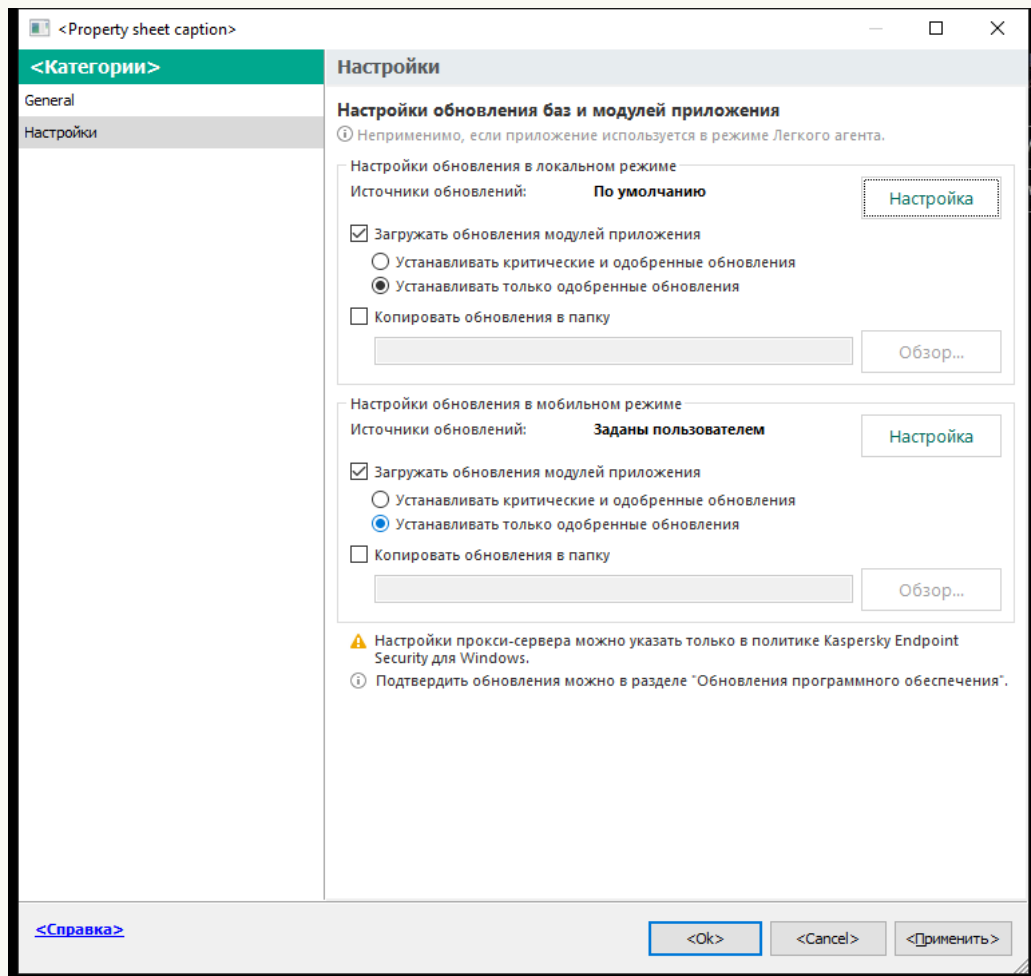 <Property sheet caption>
<Категории>
General
Настройки
Настройки
Настройки обновления баз и модулей приложения
Неприменимо, если приложение используется в режиме Легкого агента.
Настройки обновления в локальном режиме
Источники обновлений: По умолчанию Настройка
Загружать обновления модулей приложения
Устанавливать критические и одобренные обновления
Устанавливать только одобренные обновления
Копировать обновления в папку
Обзор...
Настройки обновления в мобильном режиме
Источники обновлений: Заданы пользователем Настройка
Загружать обновления модулей приложения
Устанавливать критические и одобренные обновления
Устанавливать только одобренные обновления
Копировать обновления в папку
Обзор...
Настройки прокси-сервера можно указать только в политике Kaspersky Endpoint
Security для Windows.
Подтвердить обновления можно в разделе "Обновления программного обеспечения".
<Справка>
<Ok> <Cancel> <Применить>